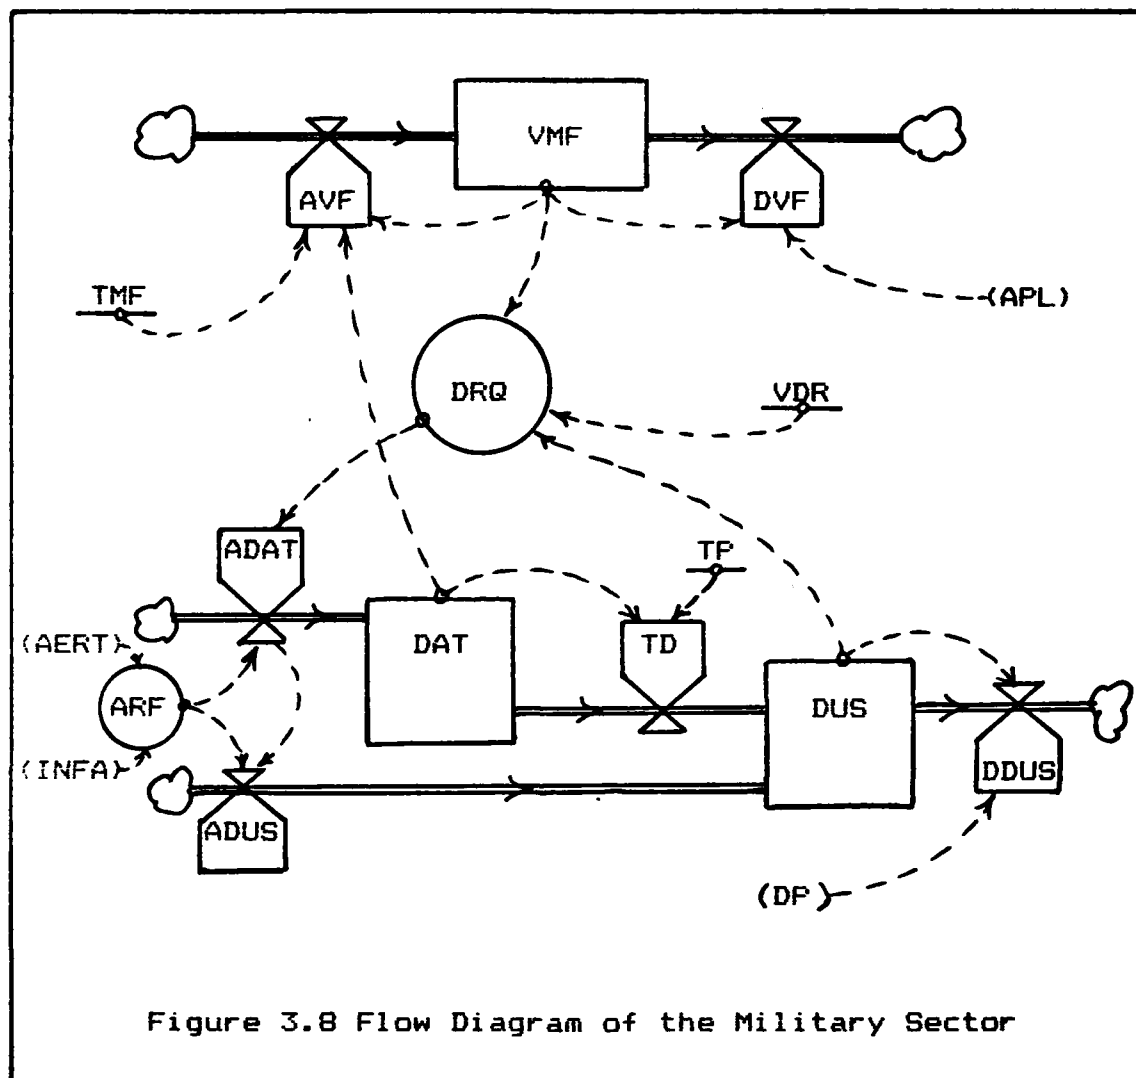 VMF
AVF
DVF
TMF
(APL)
DRQ
VDR
ADAT
TP
(AERT)
DAT
TD
ARF
DUS
(INFA)
DDUS
ADUS
(DP)
Figure 3.8 Flow Diagram of the Military Sector